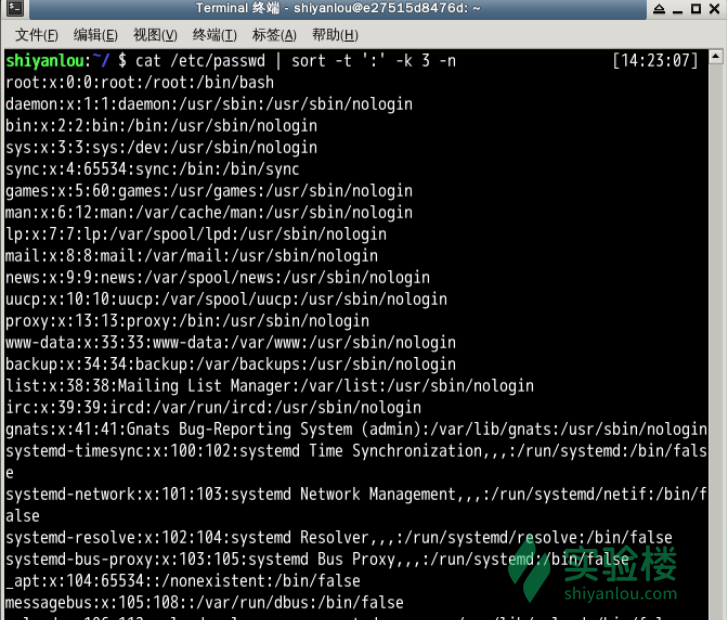 Terminal 终端 - shiyanlou@e27515d8476d: ~
文件(F) 编辑(E) 视图(V) 终端(T) 标签(A) 帮助(H)
shiyanlou:~/ $ cat /etc/passwd | sort -t ':' -k 3 -n [14:23:07]
root:x:0:0:root:/root:/bin/bash
daemon:x:1:1:daemon:/usr/sbin:/usr/sbin/nologin
bin:x:2:2:bin:/bin:/usr/sbin/nologin
sys:x:3:3:sys:/dev:/usr/sbin/nologin
sync:x:4:65534:sync:/bin:/bin/sync
games:x:5:60:games:/usr/games:/usr/sbin/nologin
man:x:6:12:man:/var/cache/man:/usr/sbin/nologin
lp:x:7:7:lp:/var/spool/lpd:/usr/sbin/nologin
mail:x:8:8:mail:/var/mail:/usr/sbin/nologin
news:x:9:9:news:/var/spool/news:/usr/sbin/nologin
uucp:x:10:10:uucp:/var/spool/uucp:/usr/sbin/nologin
proxy:x:13:13:proxy:/bin:/usr/sbin/nologin
www-data:x:33:33:www-data:/var/www:/usr/sbin/nologin
backup:x:34:34:backup:/var/backups:/usr/sbin/nologin
list:x:38:38:Mailing List Manager:/var/list:/usr/sbin/nologin
irc:x:39:39:ircd:/var/run/ircd:/usr/sbin/nologin
gnats:x:41:41:Gnats Bug-Reporting System (admin):/var/lib/gnats:/usr/sbin/nologin
systemd-timesync:x:100:102:systemd Time Synchronization,,,:/run/systemd:/bin/fals
e
systemd-network:x:101:103:systemd Network Management,,,:/run/systemd/netif:/bin/f
alse
systemd-resolve:x:102:104:systemd Resolver,,,:/run/systemd/resolve:/bin/false
systemd-bus-proxy:x:103:105:systemd Bus Proxy,,,:/run/systemd:/bin/false
_apt:x:104:65534::/nonexistent:/bin/false
messagebus:x:105:108::/var/run/dbus:/bin/false
实验楼
shiyanlou.com